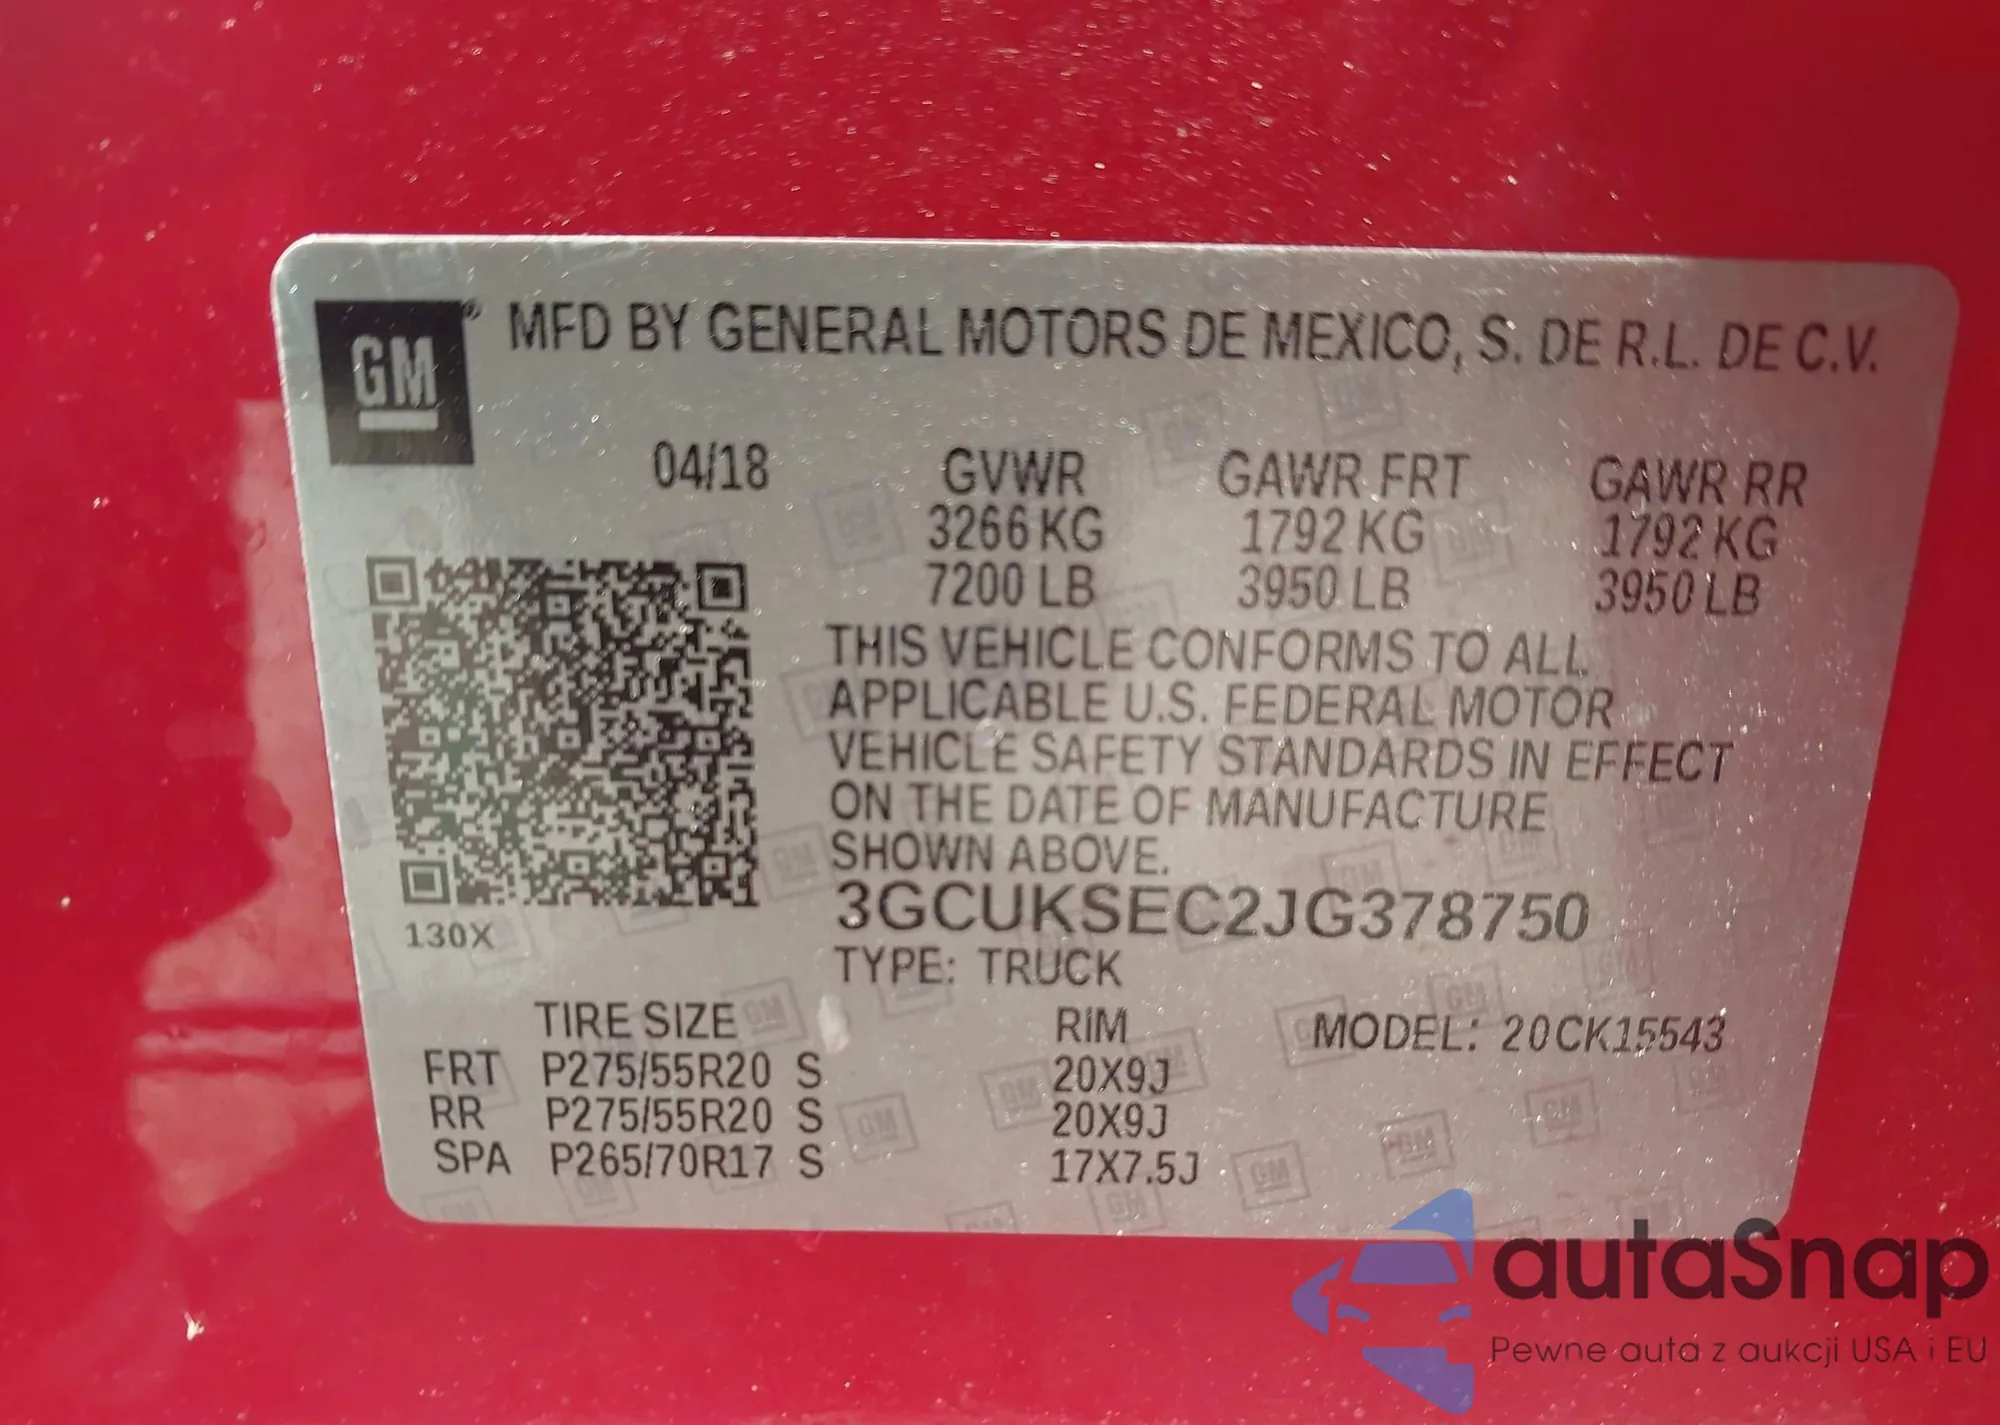 GM® MFD BY GENERAL MOTORS DE MEXICO, S. DE R.L. DE C.V.
04/18 GVWR GAWR FRT GAWR RR
3266 KG 1792 KG 1792 KG
7200 LB 3950 LB 3950 LB
THIS VEHICLE CONFORMS TO ALL
APPLICABLE U.S. FEDERAL MOTOR
VEHICLE SAFETY STANDARDS IN EFFECT
ON THE DATE OF MANUFACTURE
SHOWN ABOVE.
130X 3GCUKSEC2JG378750
TYPE: TRUCK
TIRE SIZE RIM MODEL: 20CK15543
FRT P275/55R20 S 20X9J
RR P275/55R20 S 20X9J
SPA P265/70R17 S 17X7.5J
autaSnap
Pewne auta z aukcji USA i EU